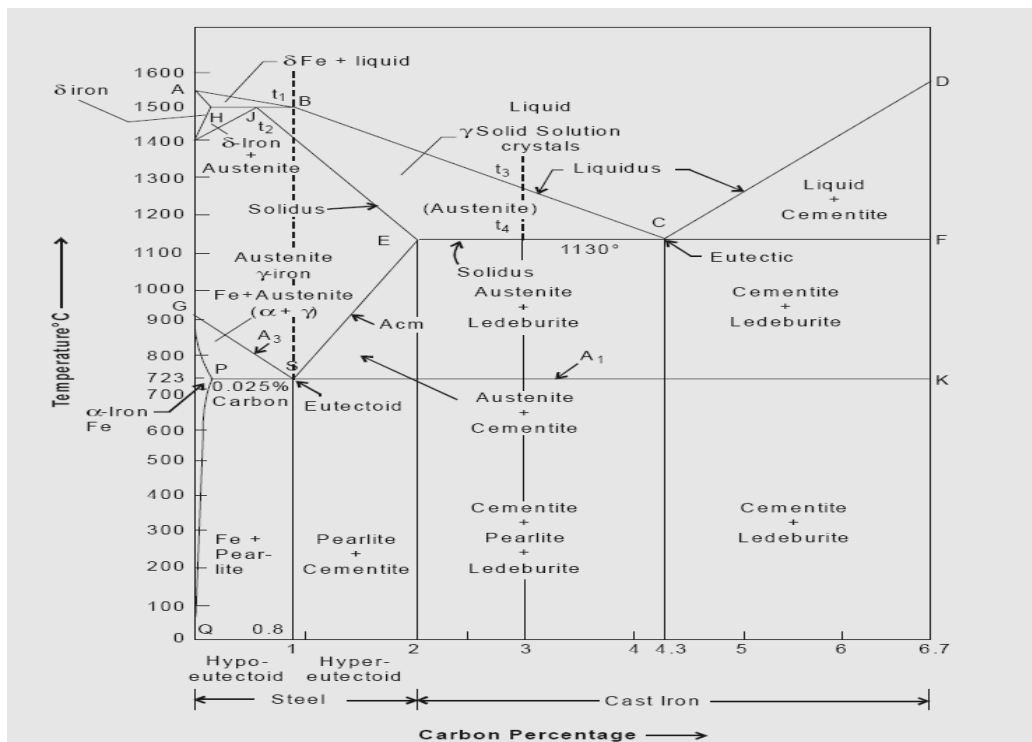 1600
δ Fe + liquid
A
D
δ iron
t1
B
1500
H
J
Liquid
t2
γ Solid Solution
crystals
1400
δ-Iron
+
Austenite
t3
Liquidus
1300
Liquid
+
Cementite
Solidus
(Austenite)
1200
t4
C
E
F
1100
1130°
Eutectic
Solidus
Austenite
γ-iron
Austenite
+
Ledeburite
Cementite
+
Ledeburite
1000
Fe+Austenite
(α + γ)
G
900
Acm
A3
800
A1
P
S
723
K
0.025%
Carbon
700
Eutectoid
α-Iron
Fe
Austenite
+
Cementite
600
500
400
Cementite
+
Pearlite
+
Ledeburite
Cementite
+
Ledeburite
300
Fe +
Pear-
lite
Pearlite
+
Cementite
200
100
Q
0.8
0
1
2
3
4
4.3
5
6
6.7
Hypo-
eutectoid
Hyper-
eutectoid
Steel
Cast Iron
Carbon Percentage
Temperature°C